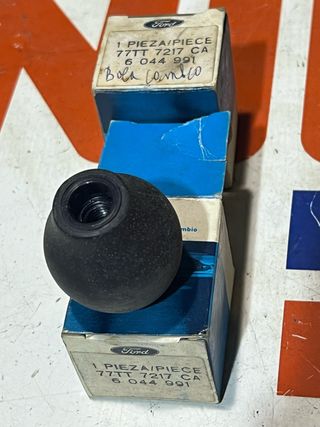 Ford
1 PIEZA/PIECE
77TT 7217 CA
6 044 991
Bola cambio
mbio
Ford
1 PIEZA/PIECE
77TT 7217 CA
6 044 991